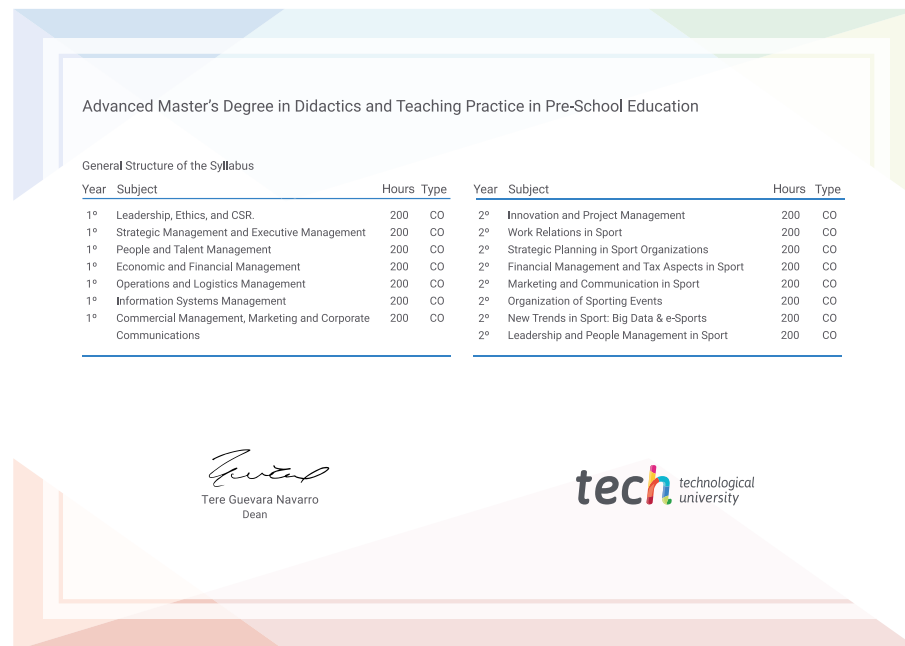 Advanced Master's Degree in Didactics and Teaching Practice in Pre-School Education
General Structure of the Syllabus
Year Subject Hours Type
1º Leadership, Ethics, and CSR. 200 CO
1º Strategic Management and Executive Management 200 CO
1º People and Talent Management 200 CO
1º Economic and Financial Management 200 CO
1º Operations and Logistics Management 200 CO
1º Information Systems Management 200 CO
1º Commercial Management, Marketing and Corporate 200 CO
Communications
Year Subject Hours Type
2º Innovation and Project Management 200 CO
2º Work Relations in Sport 200 CO
2º Strategic Planning in Sport Organizations 200 CO
2º Financial Management and Tax Aspects in Sport 200 CO
2º Marketing and Communication in Sport 200 CO
2º Organization of Sporting Events 200 CO
2º New Trends in Sport: Big Data & e-Sports 200 CO
2º Leadership and People Management in Sport 200 CO
Tere Guevara Navarro
Dean
tech technological
university